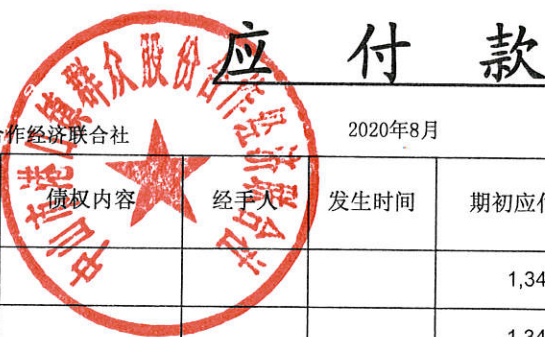 应付款
合作经济联合社 2020年8月
债权内容 经手人 发生时间 期初应付
1,34
1,34
中山市港口镇群众股份合作经济联合社